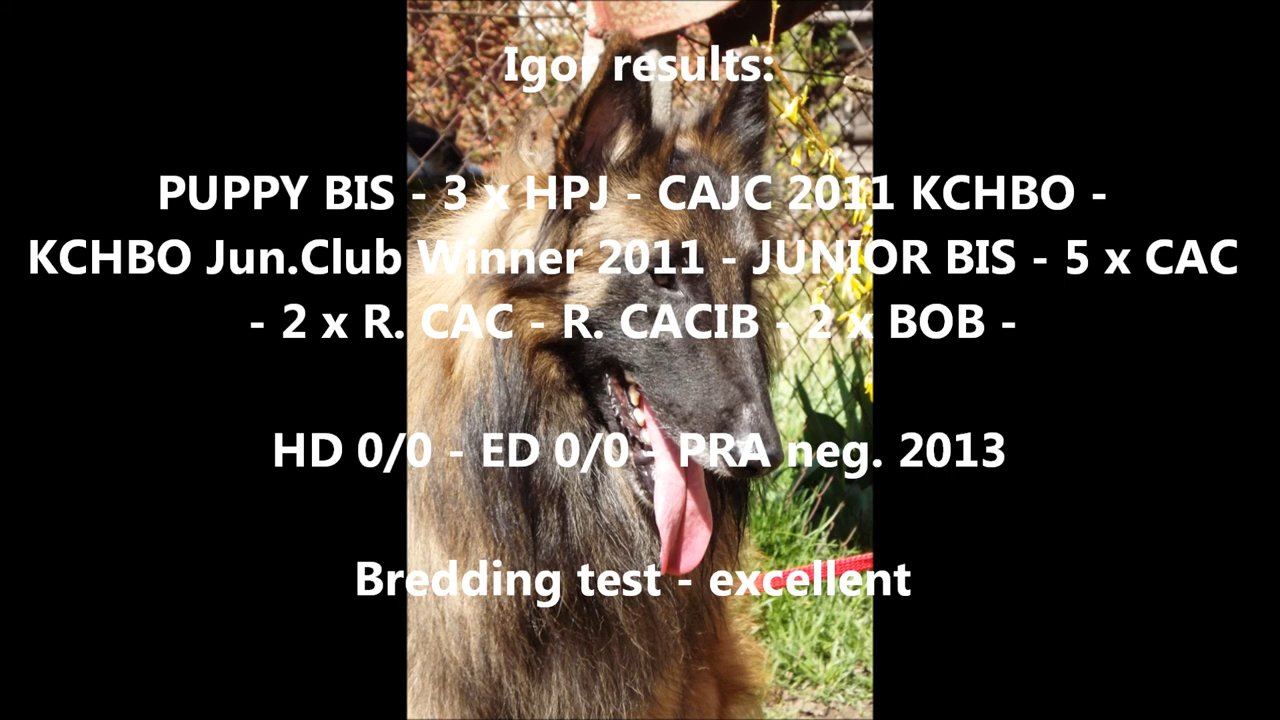 Igor results:
PUPPY BIS - 3 x HPJ - CAJC 2011 KCHBO -
KCHBO Jun.Club Winner 2011 - JUNIOR BIS - 5 x CAC
- 2 x R. CAC - R. CACIB - 2 x BOB -
HD 0/0 - ED 0/0 - PRA neg. 2013
Bredding test - excellent